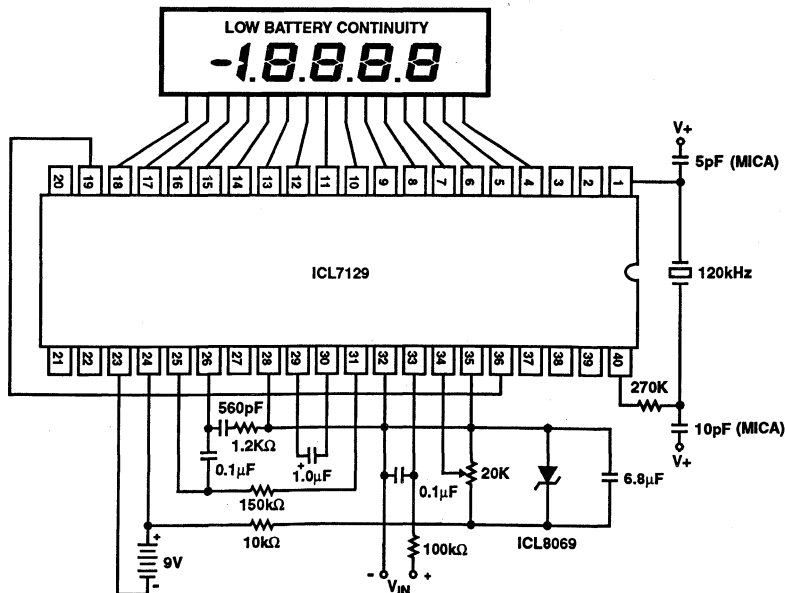 LOW BATTERY CONTINUITY
-1.8.8.8.8
V+
5pF (MICA)
20 19 18 17 16 15 14 13 12 11 10 9 8 7 6 5 4 3 2 1
ICL7129
120kHz
21 22 23 24 25 26 27 28 29 30 31 32 33 34 35 36 37 38 39 40
270K
560pF
10pF (MICA)
1.2KΩ
V+
0.1μF
+
1.0μF
0.1μF
20K
6.8μF
150kΩ
10kΩ
ICL8069
+
9V
-
100kΩ
- VIN +